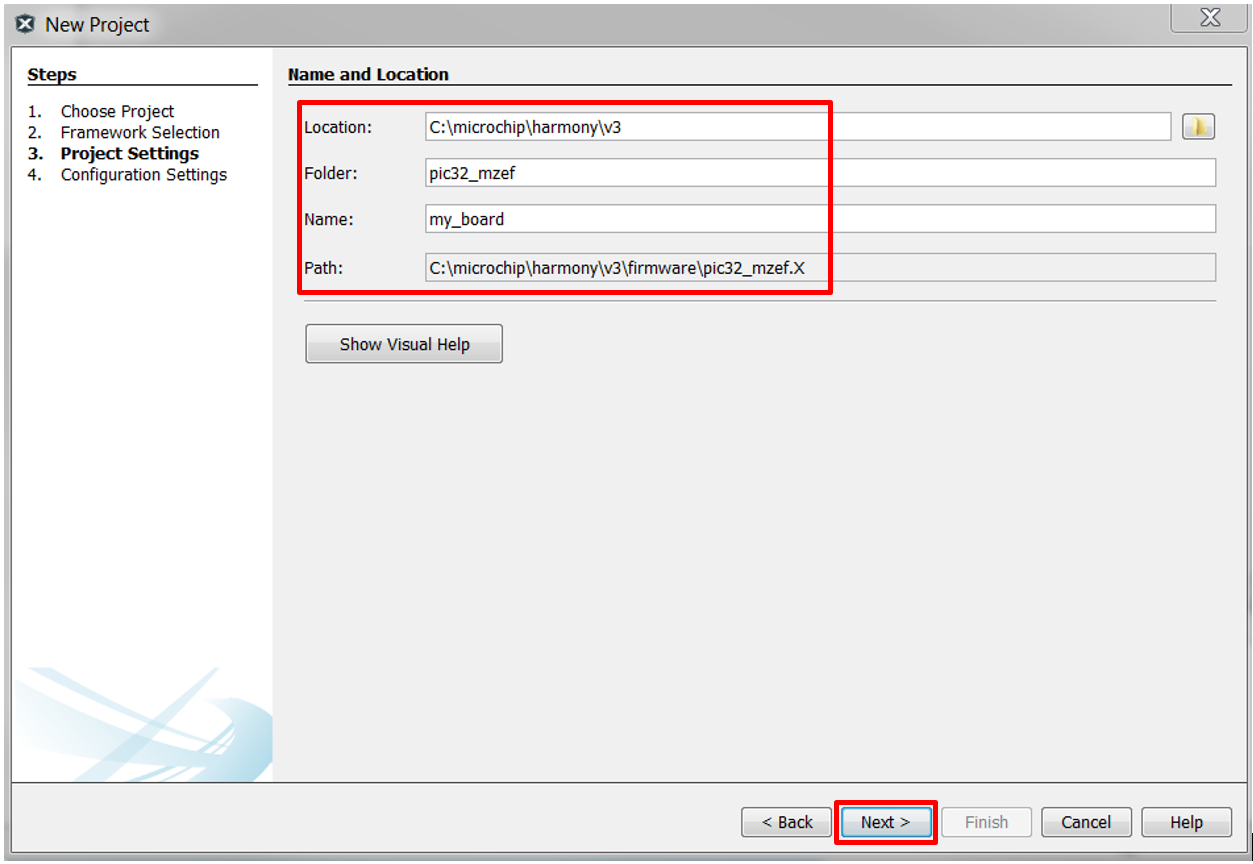 New Project
Steps
1. Choose Project
2. Framework Selection
3. Project Settings
4. Configuration Settings
Name and Location
Location: C:\microchip\harmony\v3
Folder: pic32_mzef
Name: my_board
Path: C:\microchip\harmony\v3\firmware\pic32_mzef.X
Show Visual Help
< Back Next > Finish Cancel Help